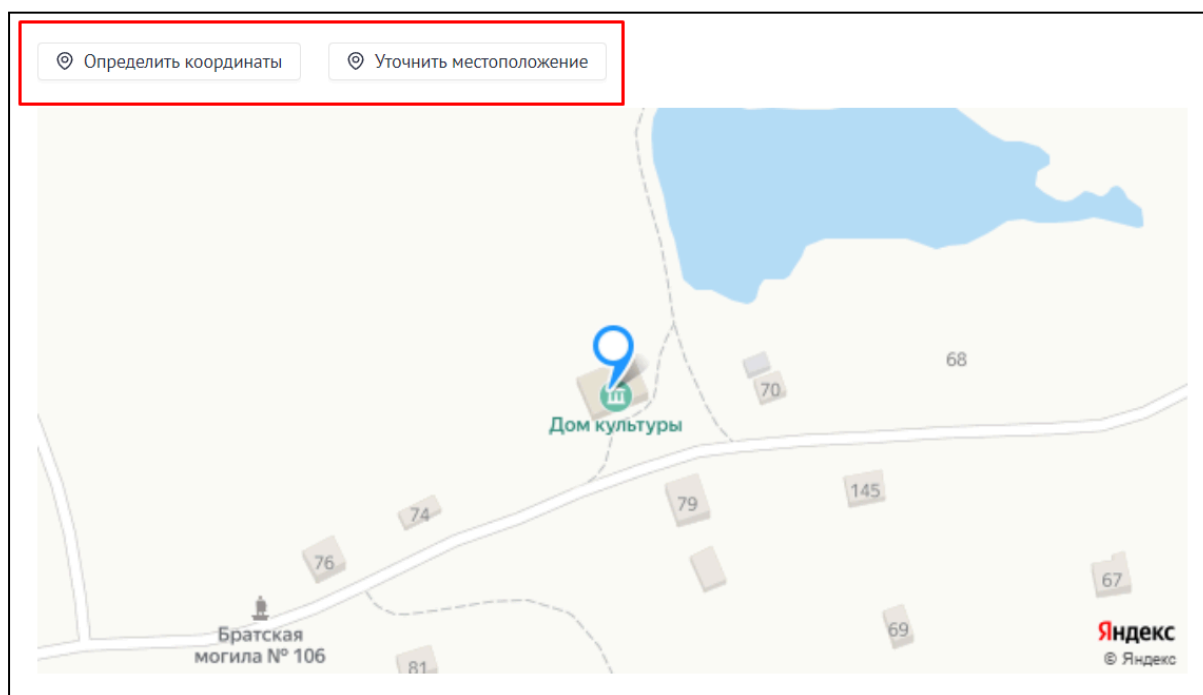 Определить координаты
Уточнить местоположение
68
70
Дом культуры
145
79
74
76
67
Братская
могила № 106
69
81
Яндекс
© Яндекс